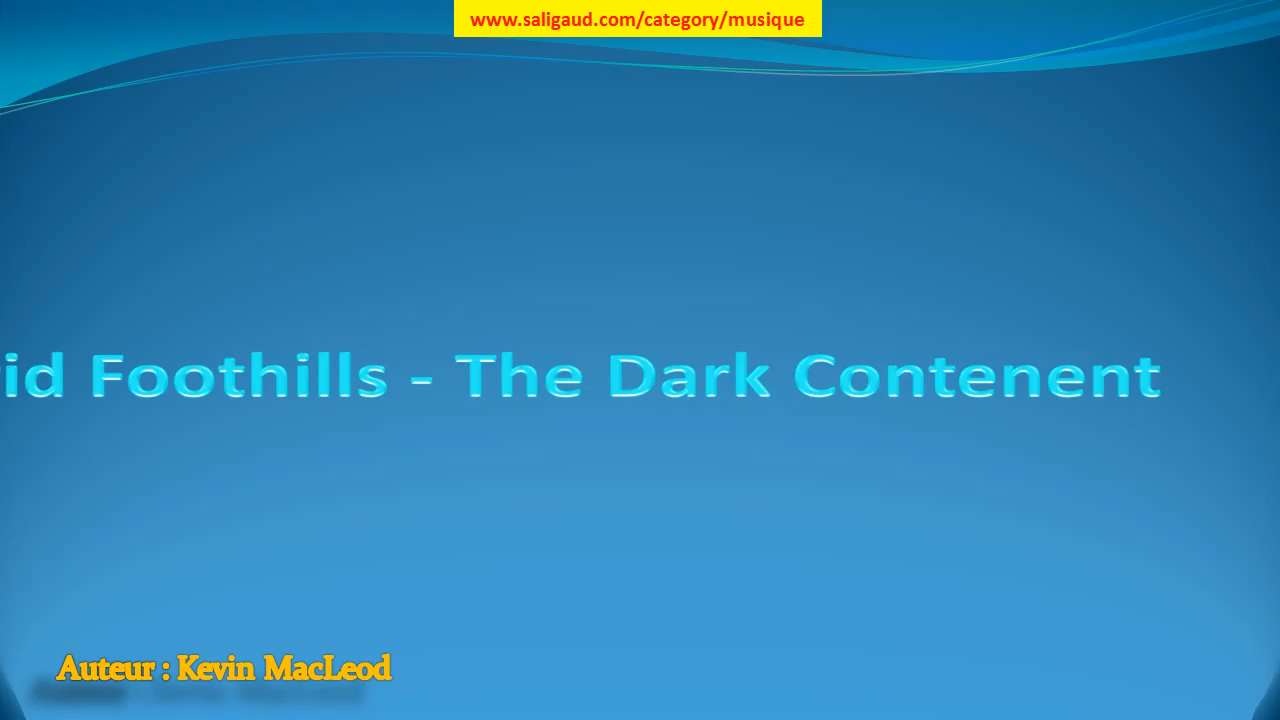 www.saligaud.com/category/musique
id Foothills - The Dark Contenent
Auteur : Kevin MacLeod